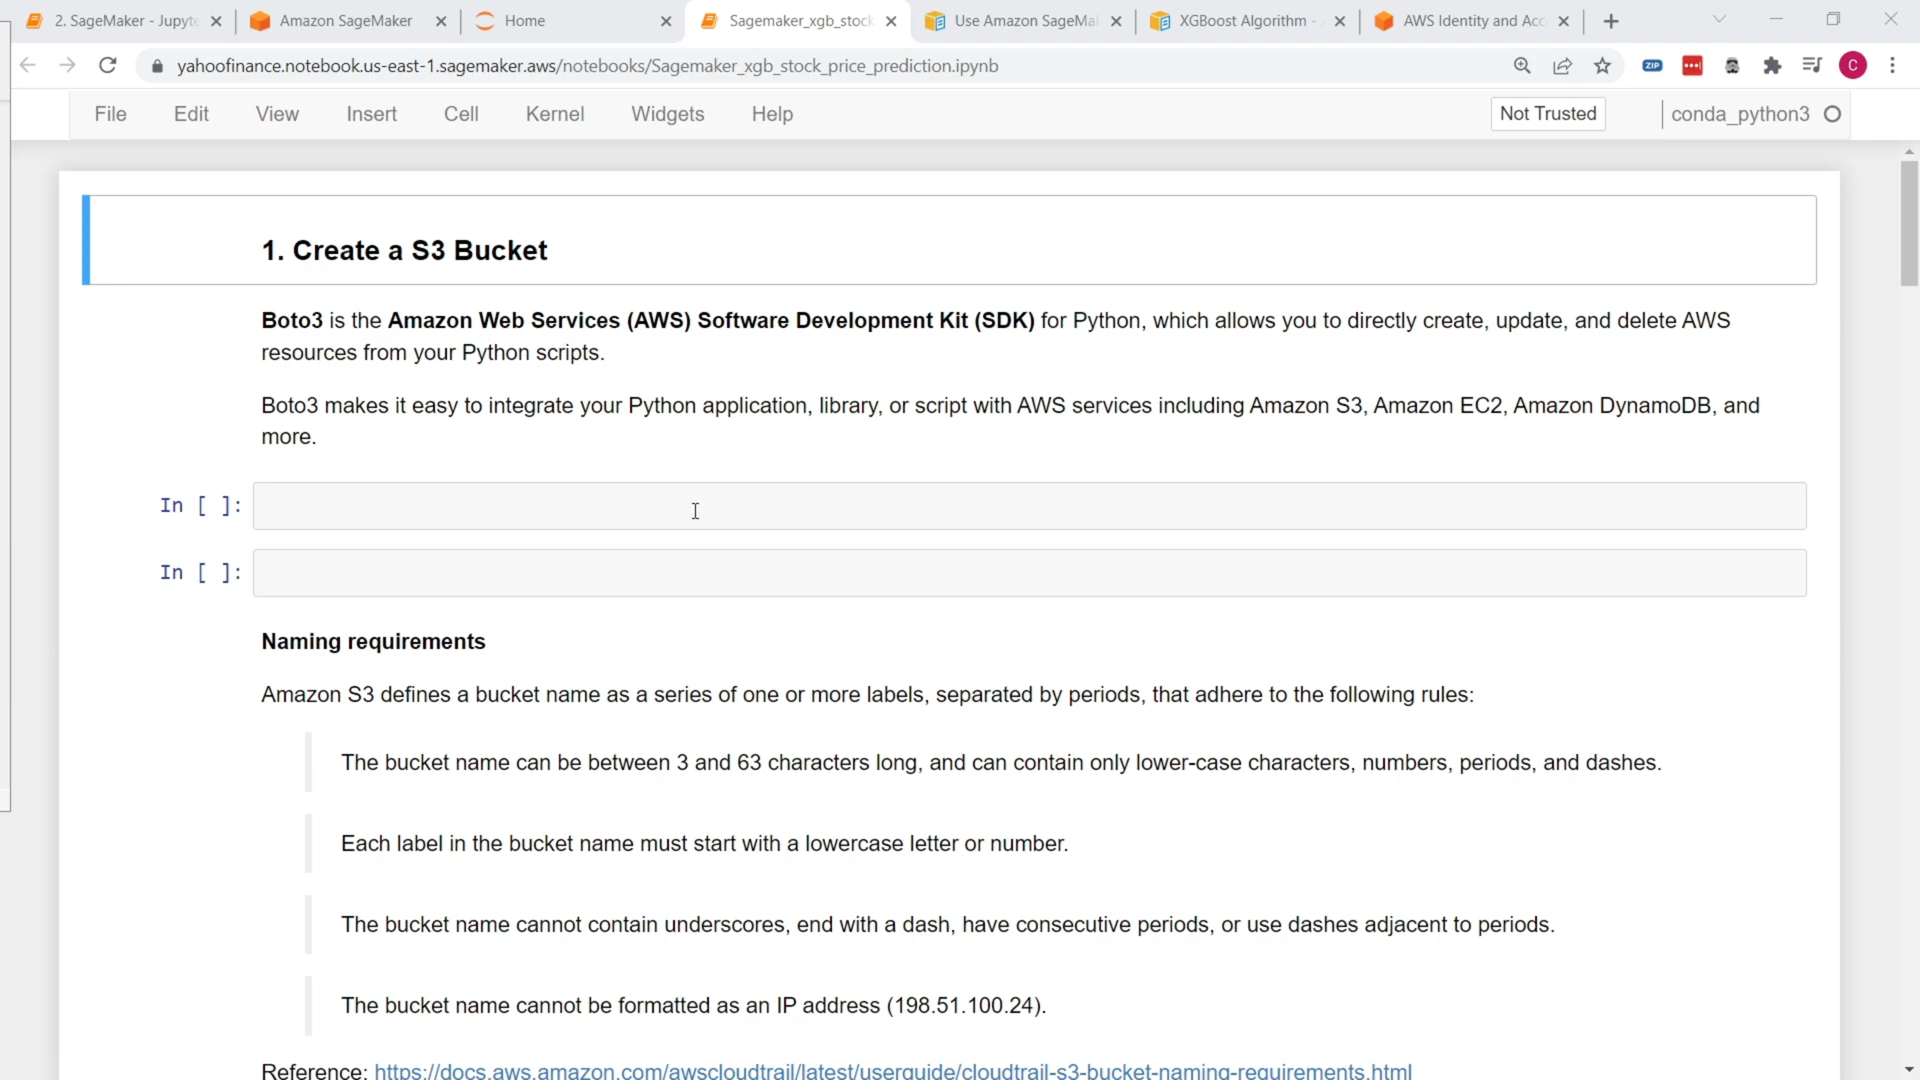 2. SageMaker - Jupyte
Amazon SageMaker
Home
Sagemaker_xgb_stock
Use Amazon SageMa
XGBoost Algorithm -
AWS Identity and Acc
yahoofinance.notebook.us-east-1.sagemaker.aws/notebooks/Sagemaker_xgb_stock_price_prediction.ipynb
ZIP
C
File Edit View Insert Cell Kernel Widgets Help
Not Trusted
conda_python3
1. Create a S3 Bucket
Boto3 is the Amazon Web Services (AWS) Software Development Kit (SDK) for Python, which allows you to directly create, update, and delete AWS
resources from your Python scripts.
Boto3 makes it easy to integrate your Python application, library, or script with AWS services including Amazon S3, Amazon EC2, Amazon DynamoDB, and
more.
In [ ]:
In [ ]:
Naming requirements
Amazon S3 defines a bucket name as a series of one or more labels, separated by periods, that adhere to the following rules:
The bucket name can be between 3 and 63 characters long, and can contain only lower-case characters, numbers, periods, and dashes.
Each label in the bucket name must start with a lowercase letter or number.
The bucket name cannot contain underscores, end with a dash, have consecutive periods, or use dashes adjacent to periods.
The bucket name cannot be formatted as an IP address (198.51.100.24).
Reference: https://docs.aws.amazon.com/awscloudtrail/latest/userguide/cloudtrail-s3-bucket-naming-requirements.html